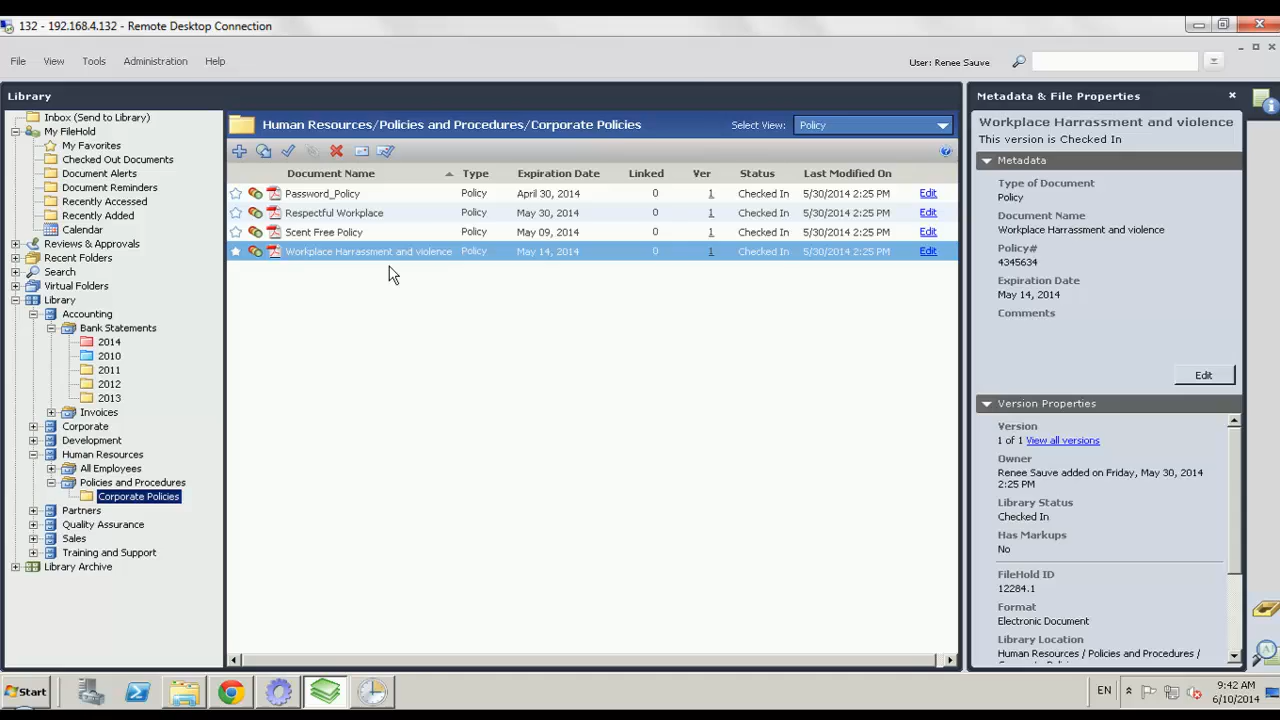 132 - 192.168.4.132 - Remote Desktop Connection
File View Tools Administration Help
User: Renee Sauve
Library
Inbox (Send to Library)
My FileHold
My Favorites
Checked Out Documents
Document Alerts
Document Reminders
Recently Accessed
Recently Added
Calendar
Reviews & Approvals
Recent Folders
Search
Virtual Folders
Library
Accounting
Bank Statements
2014
2010
2011
2012
2013
Invoices
Corporate
Development
Human Resources
All Employees
Policies and Procedures
Corporate Policies
Partners
Quality Assurance
Sales
Training and Support
Library Archive
Human Resources/Policies and Procedures/Corporate Policies
Select View: Policy
Document Name Type Expiration Date Linked Ver Status Last Modified On
Password_Policy Policy April 30, 2014 0 1 Checked In 5/30/2014 2:25 PM Edit
Respectful Workplace Policy May 30, 2014 0 1 Checked In 5/30/2014 2:25 PM Edit
Scent Free Policy Policy May 09, 2014 0 1 Checked In 5/30/2014 2:25 PM Edit
Workplace Harrassment and violence Policy May 14, 2014 0 1 Checked In 5/30/2014 2:25 PM Edit
Metadata & File Properties
Workplace Harrassment and violence
This version is Checked In
Metadata
Type of Document
Policy
Document Name
Workplace Harrassment and violence
Policy#
4345634
Expiration Date
May 14, 2014
Comments
Edit
Version Properties
Version
1 of 1 View all versions
Owner
Renee Sauve added on Friday, May 30, 2014
2:25 PM
Library Status
Checked In
Has Markups
No
FileHold ID
12284.1
Format
Electronic Document
Library Location
Human Resources / Policies and Procedures /
Start
EN
9:42 AM
6/10/2014